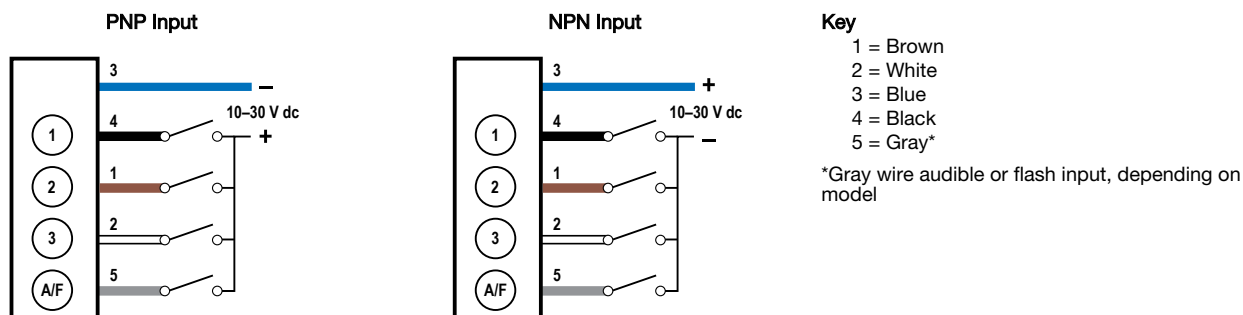 PNP Input
3
–
10–30 V dc
1
4
+
2
1
3
2
A/F
5
NPN Input
3
+
10–30 V dc
1
4
–
2
1
3
2
A/F
5
Key
1 = Brown
2 = White
3 = Blue
4 = Black
5 = Gray*
*Gray wire audible or flash input, depending on
model